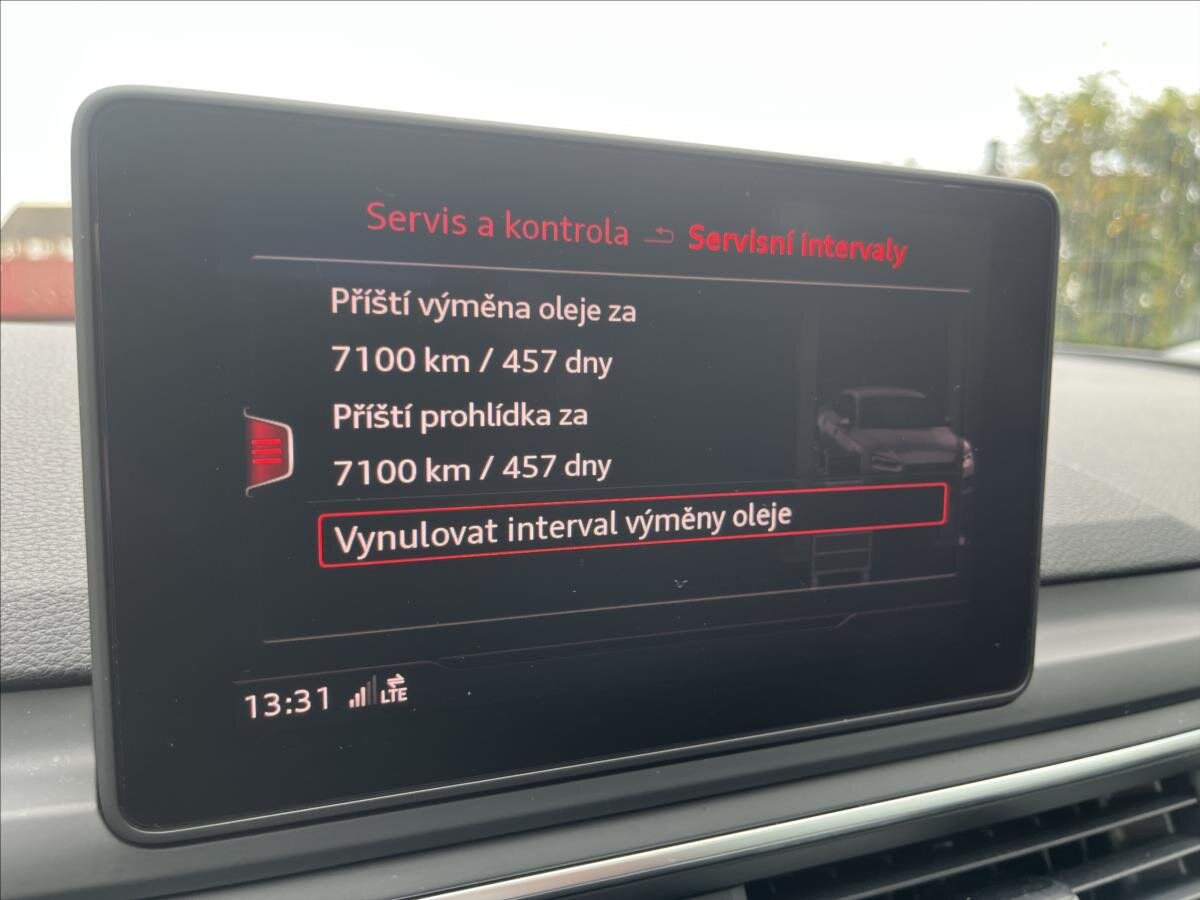 Servis a kontrola Servisní intervaly
Příští výměna oleje za
7100 km / 457 dny
Příští prohlídka za
7100 km / 457 dny
Vynulovat interval výměny oleje
13:31 LTE